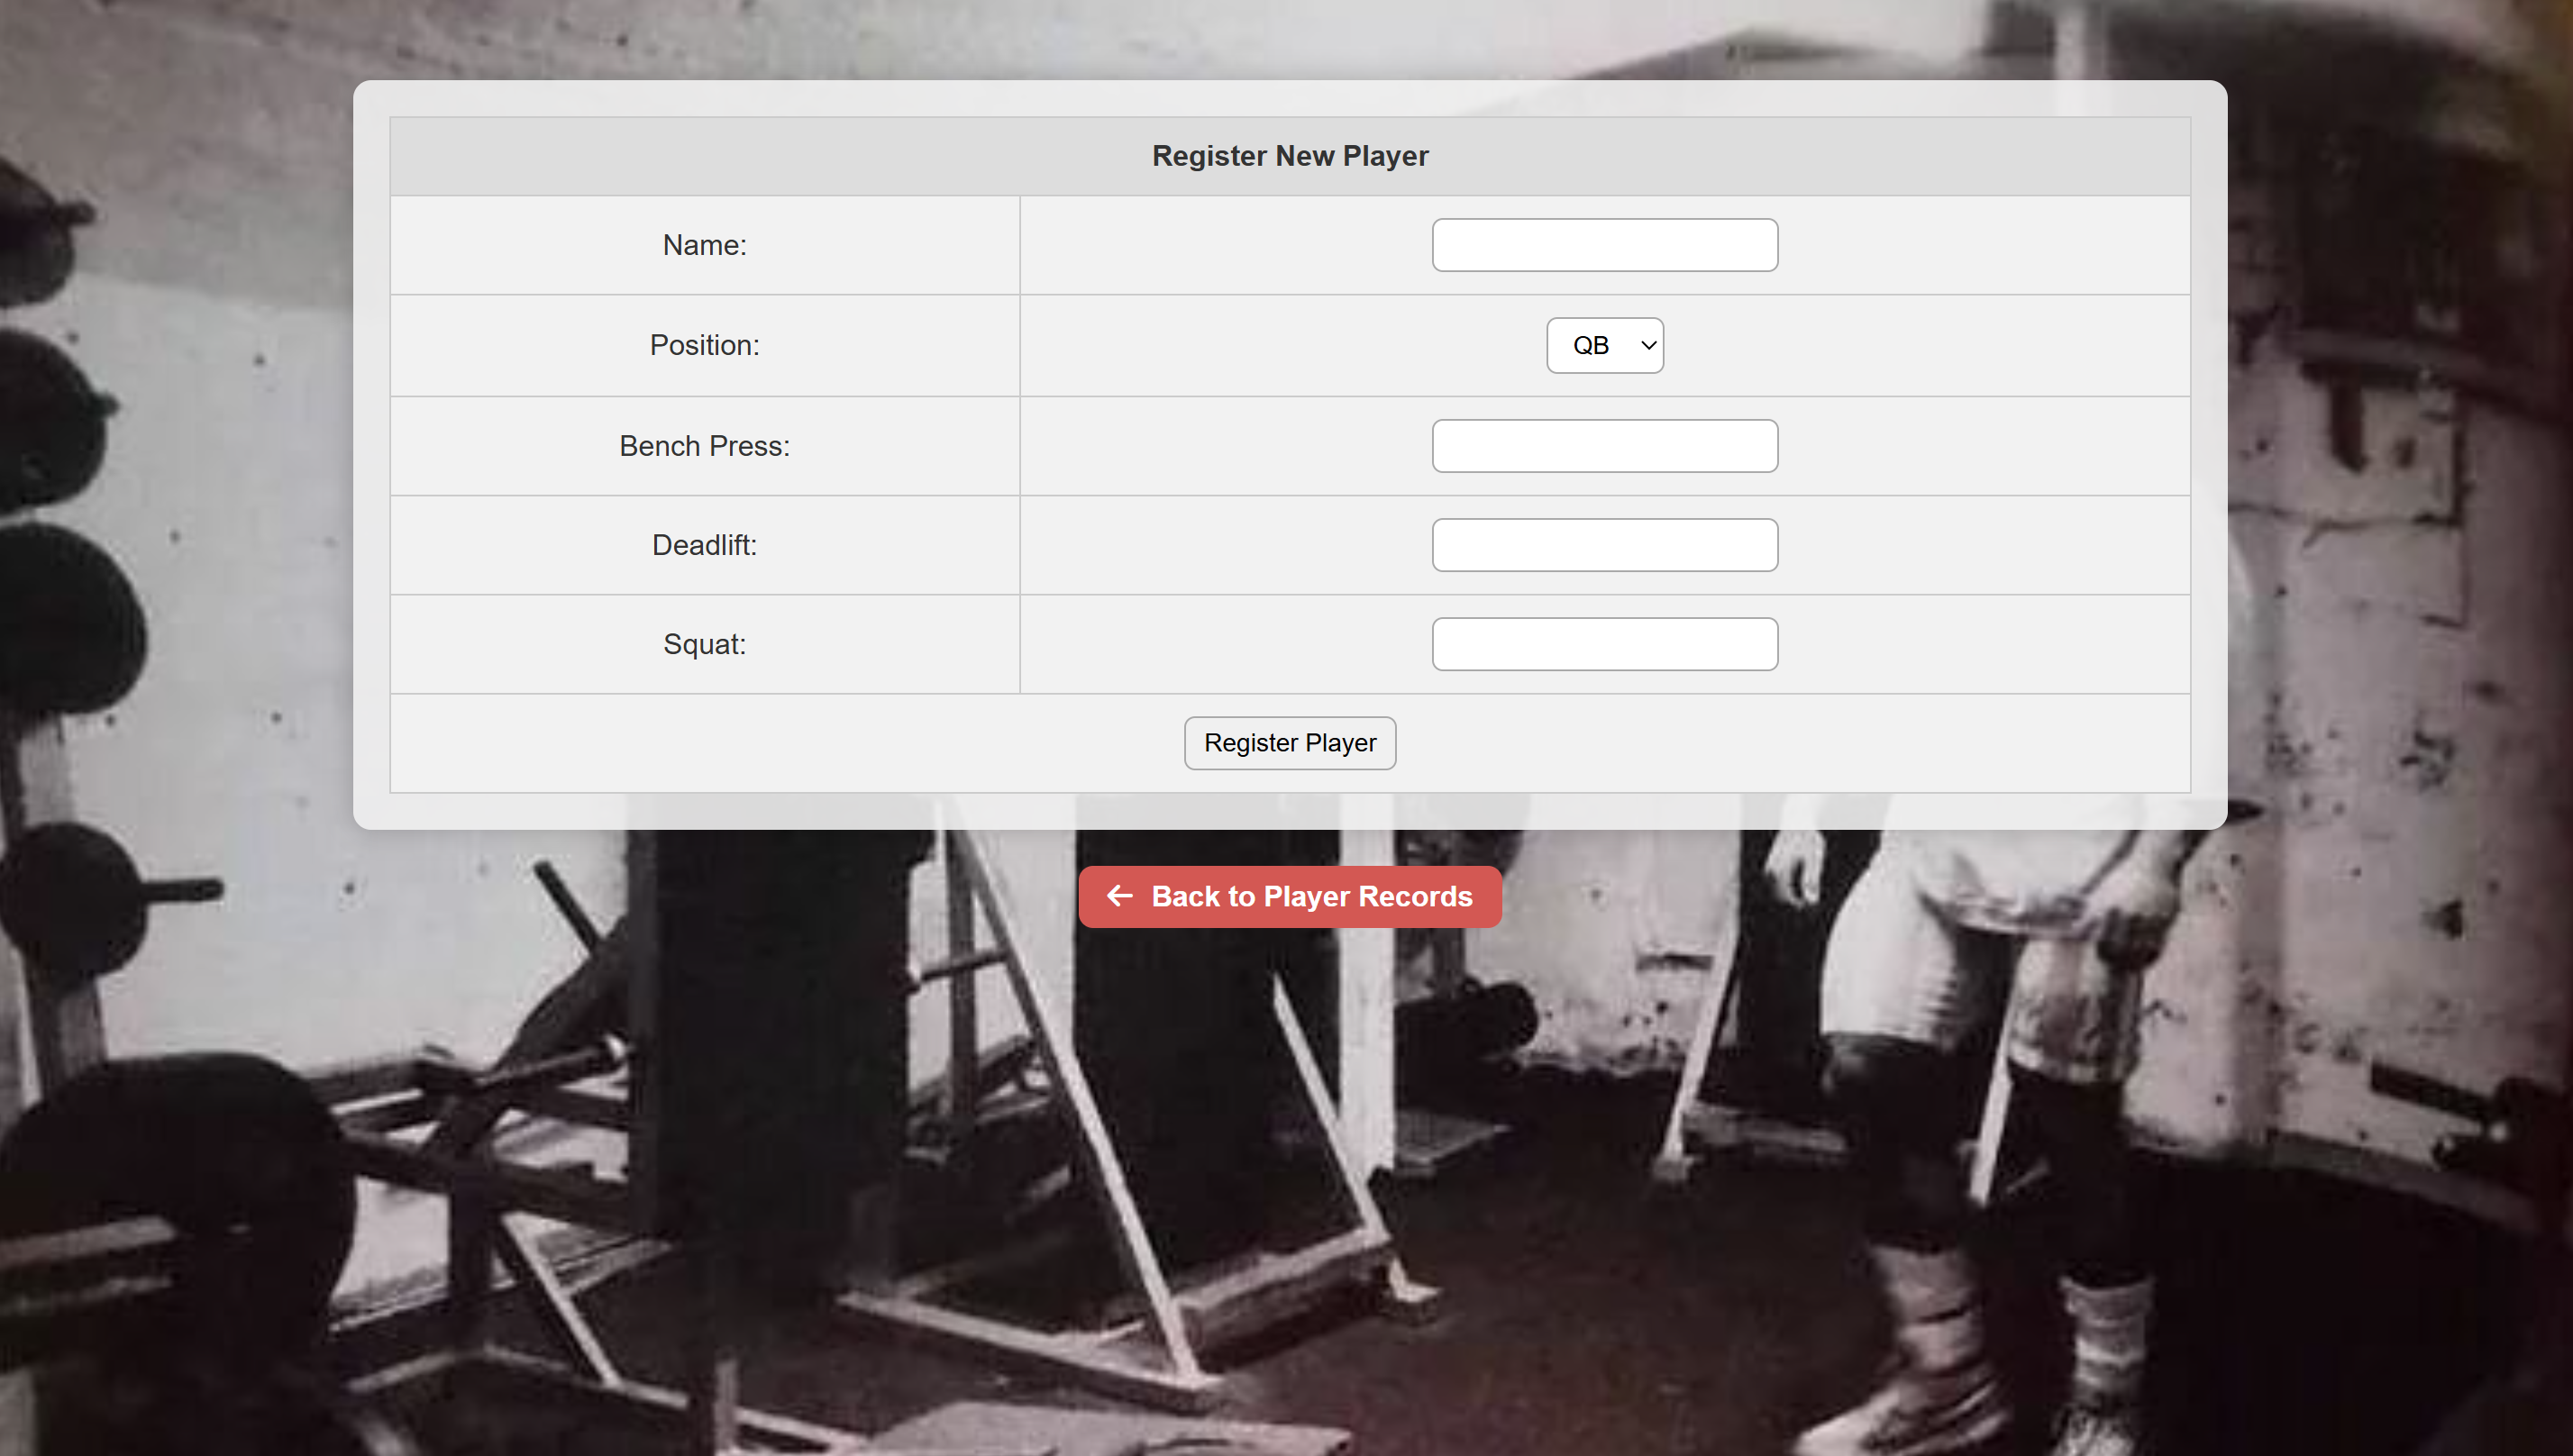 Register New Player
Name:
Position: QB
Bench Press:
Deadlift:
Squat:
Register Player
← Back to Player Records